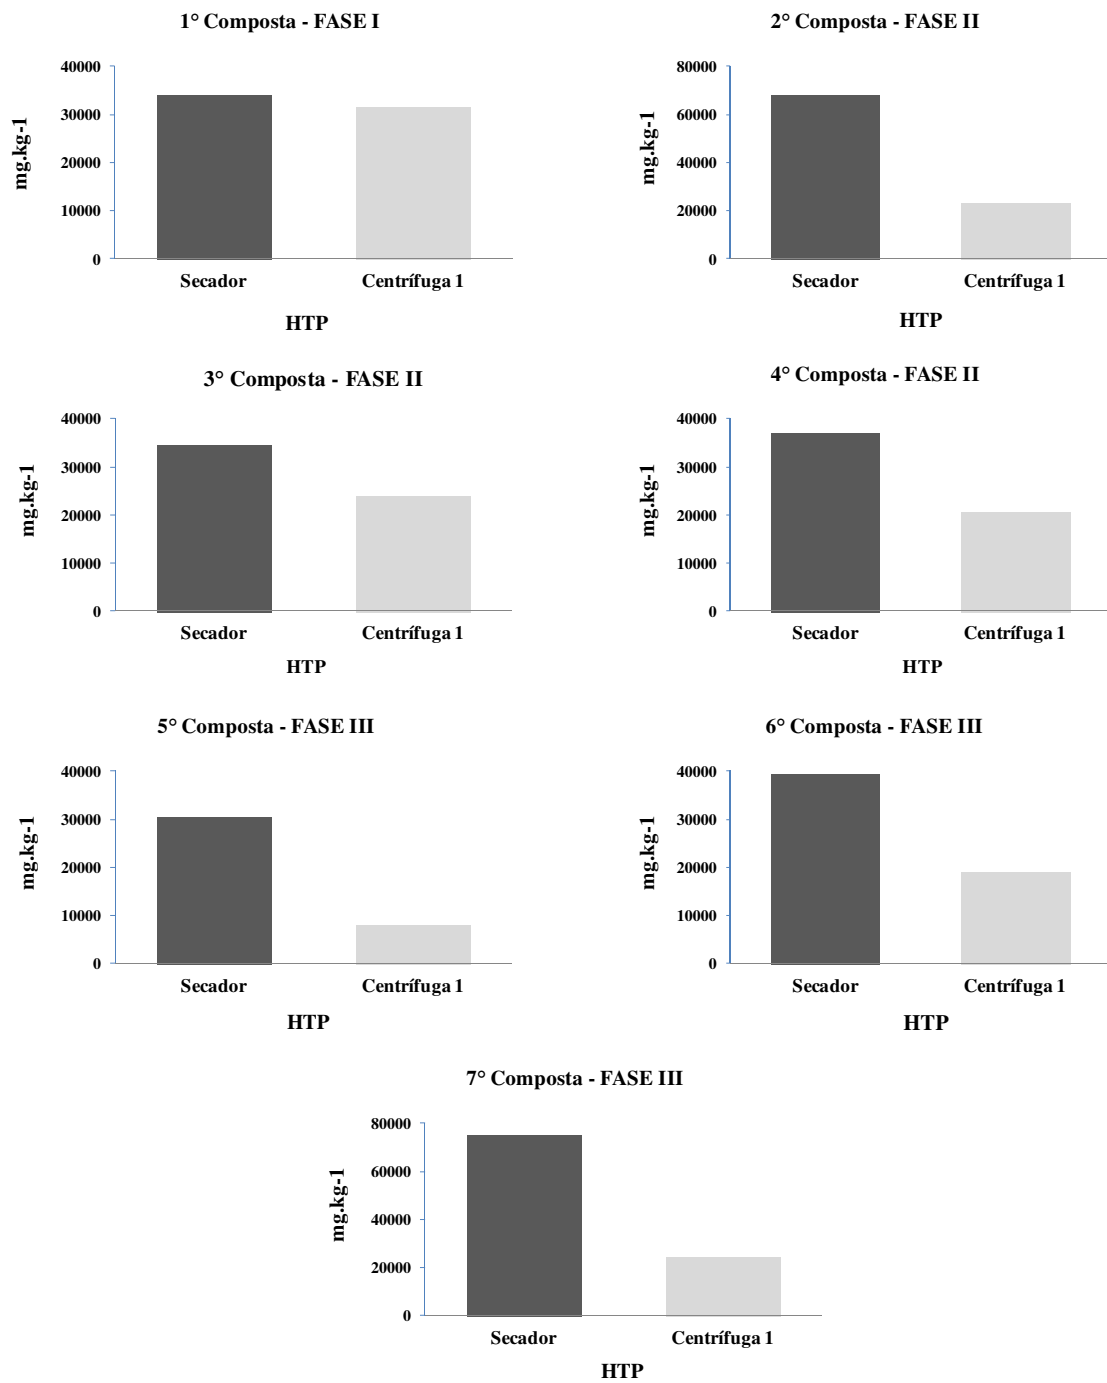 1° Composta - FASE I
mg.kg-1
40000
30000
20000
10000
0
Secador
Centrífuga 1
HTP
2° Composta - FASE II
mg.kg-1
80000
60000
40000
20000
0
Secador
Centrífuga 1
HTP
3° Composta - FASE II
mg.kg-1
40000
30000
20000
10000
0
Secador
Centrífuga 1
HTP
4° Composta - FASE II
mg.kg-1
40000
30000
20000
10000
0
Secador
Centrífuga 1
HTP
5° Composta - FASE III
mg.kg-1
40000
30000
20000
10000
0
Secador
Centrífuga 1
HTP
6° Composta - FASE III
mg.kg-1
40000
30000
20000
10000
0
Secador
Centrífuga 1
HTP
7° Composta - FASE III
mg.kg-1
80000
60000
40000
20000
0
Secador
Centrífuga 1
HTP